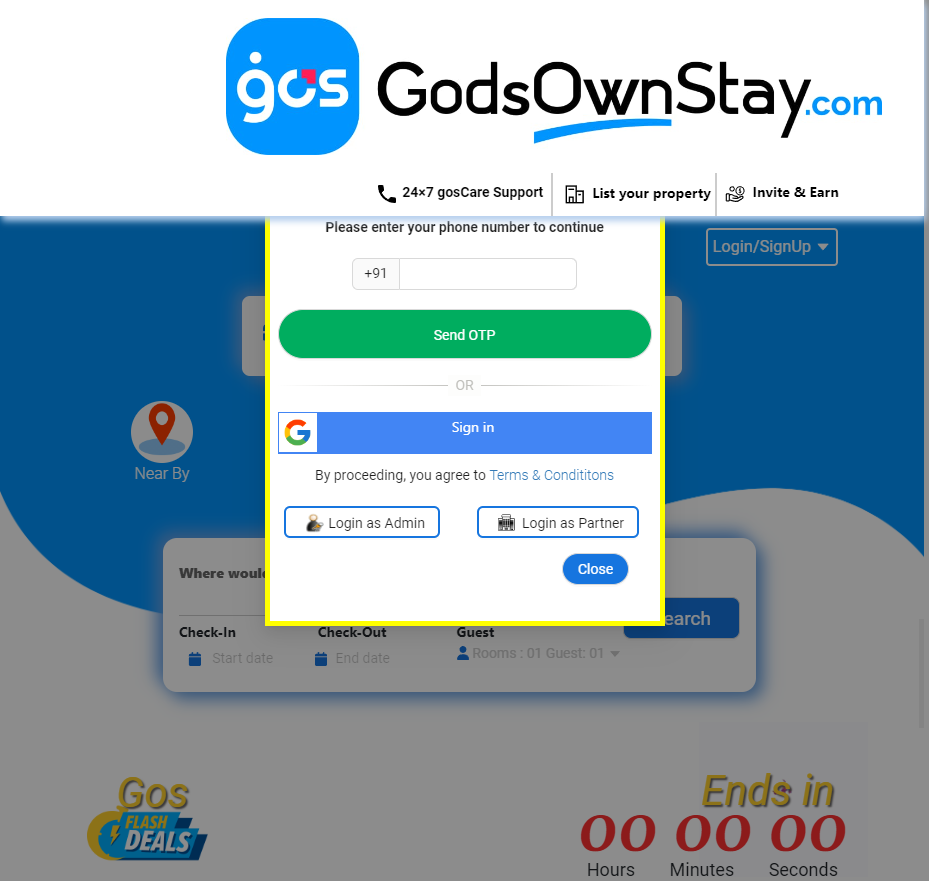 gos GodsOwnStay.com
24×7 gosCare Support List your property Invite & Earn
Please enter your phone number to continue
Login/SignUp
+91
Send OTP
OR
Sign in
Near By
By proceeding, you agree to Terms & Condititons
Login as Admin Login as Partner
Close
Where would
earch
Check-In Check-Out Guest
Start date End date Rooms : 01 Guest: 01
Gos
FLASH
DEALS
Ends in
00 00 00
Hours Minutes Seconds